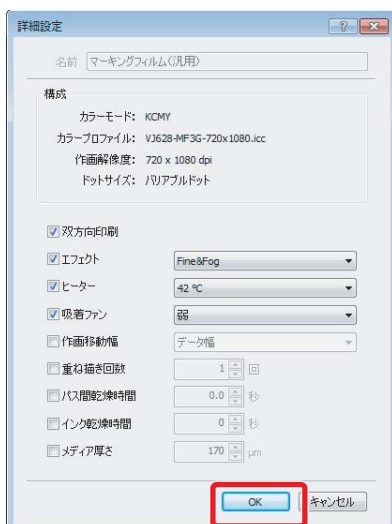 詳細設定
名前 マーキングフィルム(汎用)
構成
カラーモード: KCMY
カラープロファイル: VJ628-MF3G-720x1080.icc
作画解像度: 720 x 1080 dpi
ドットサイズ: バリアブルドット
双方向印刷
エフェクト Fine&Fog
ヒーター 42 ℃
吸着ファン 弱
作画移動幅 データ幅
重ね描き回数 1 回
パス間乾燥時間 0.0 秒
インク乾燥時間 0 秒
メディア厚さ 170 μm
OK キャンセル